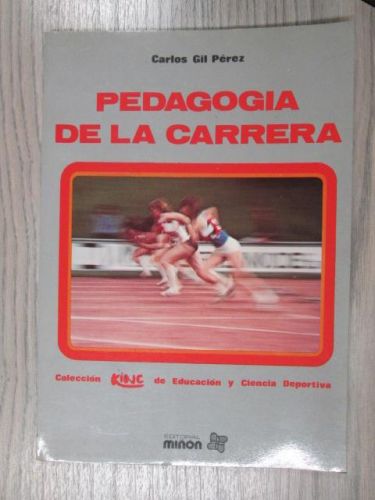 Carlos Gil Pérez
PEDAGOGIA
DE LA CARRERA
Colección KINE de Educación y Ciencia Deportiva
EDITORIAL
miñon